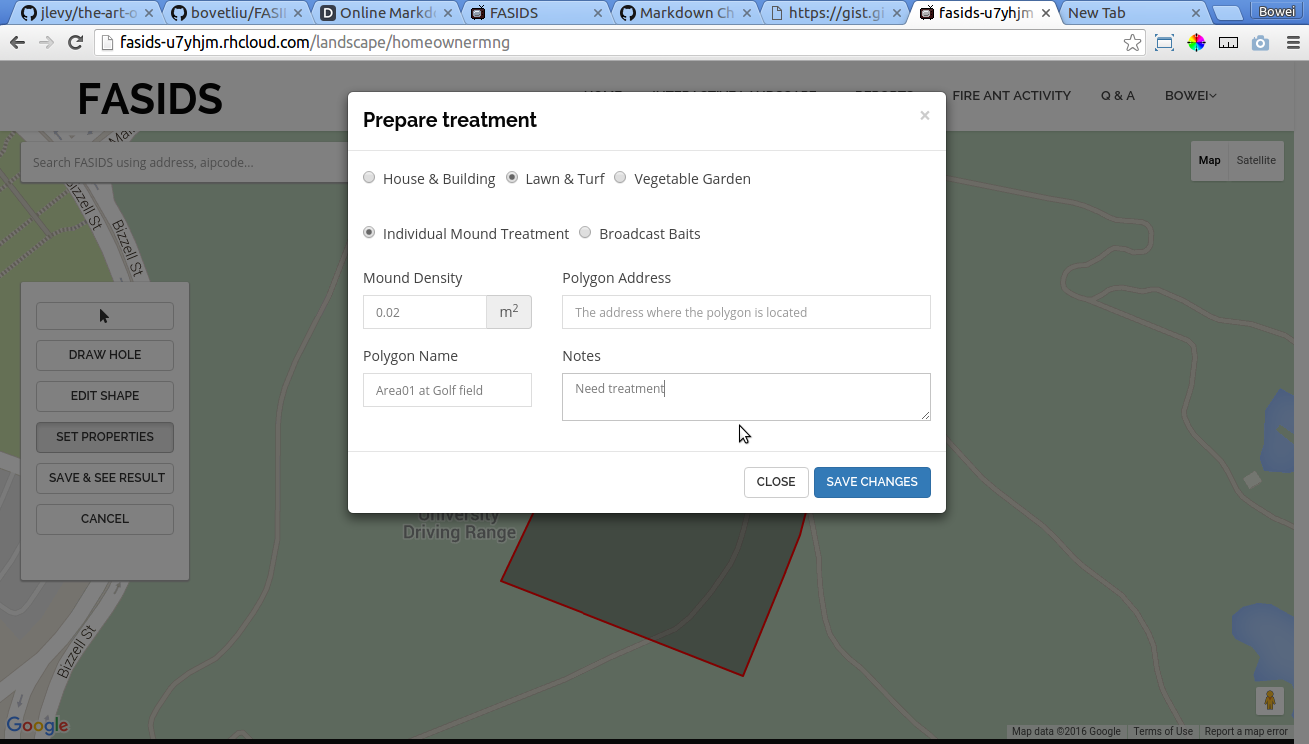 jlevy/the-art-o
bovetliu/FASI
Online Markd
FASIDS
Markdown Ch
https://gist.gi
fasids-u7yhjm
New Tab
Bowei
fasids-u7yhjm.rhcloud.com/landscape/homeownermng
FASIDS
FIRE ANT ACTIVITY
Q & A
BOWEI
Search FASIDS using address, aipcode...
Map
Satellite
Bizzell St
Bizzell St
Prepare treatment
×
House & Building
Lawn & Turf
Vegetable Garden
Individual Mound Treatment
Broadcast Baits
Mound Density
Polygon Address
0.02
m²
The address where the polygon is located
Polygon Name
Notes
Area01 at Golf field
Need treatment
CLOSE
SAVE CHANGES
DRAW HOLE
EDIT SHAPE
SET PROPERTIES
SAVE & SEE RESULT
CANCEL
University
Driving Range
Bizzell St
Google
Map data ©2016 Google
Terms of Use
Report a map error